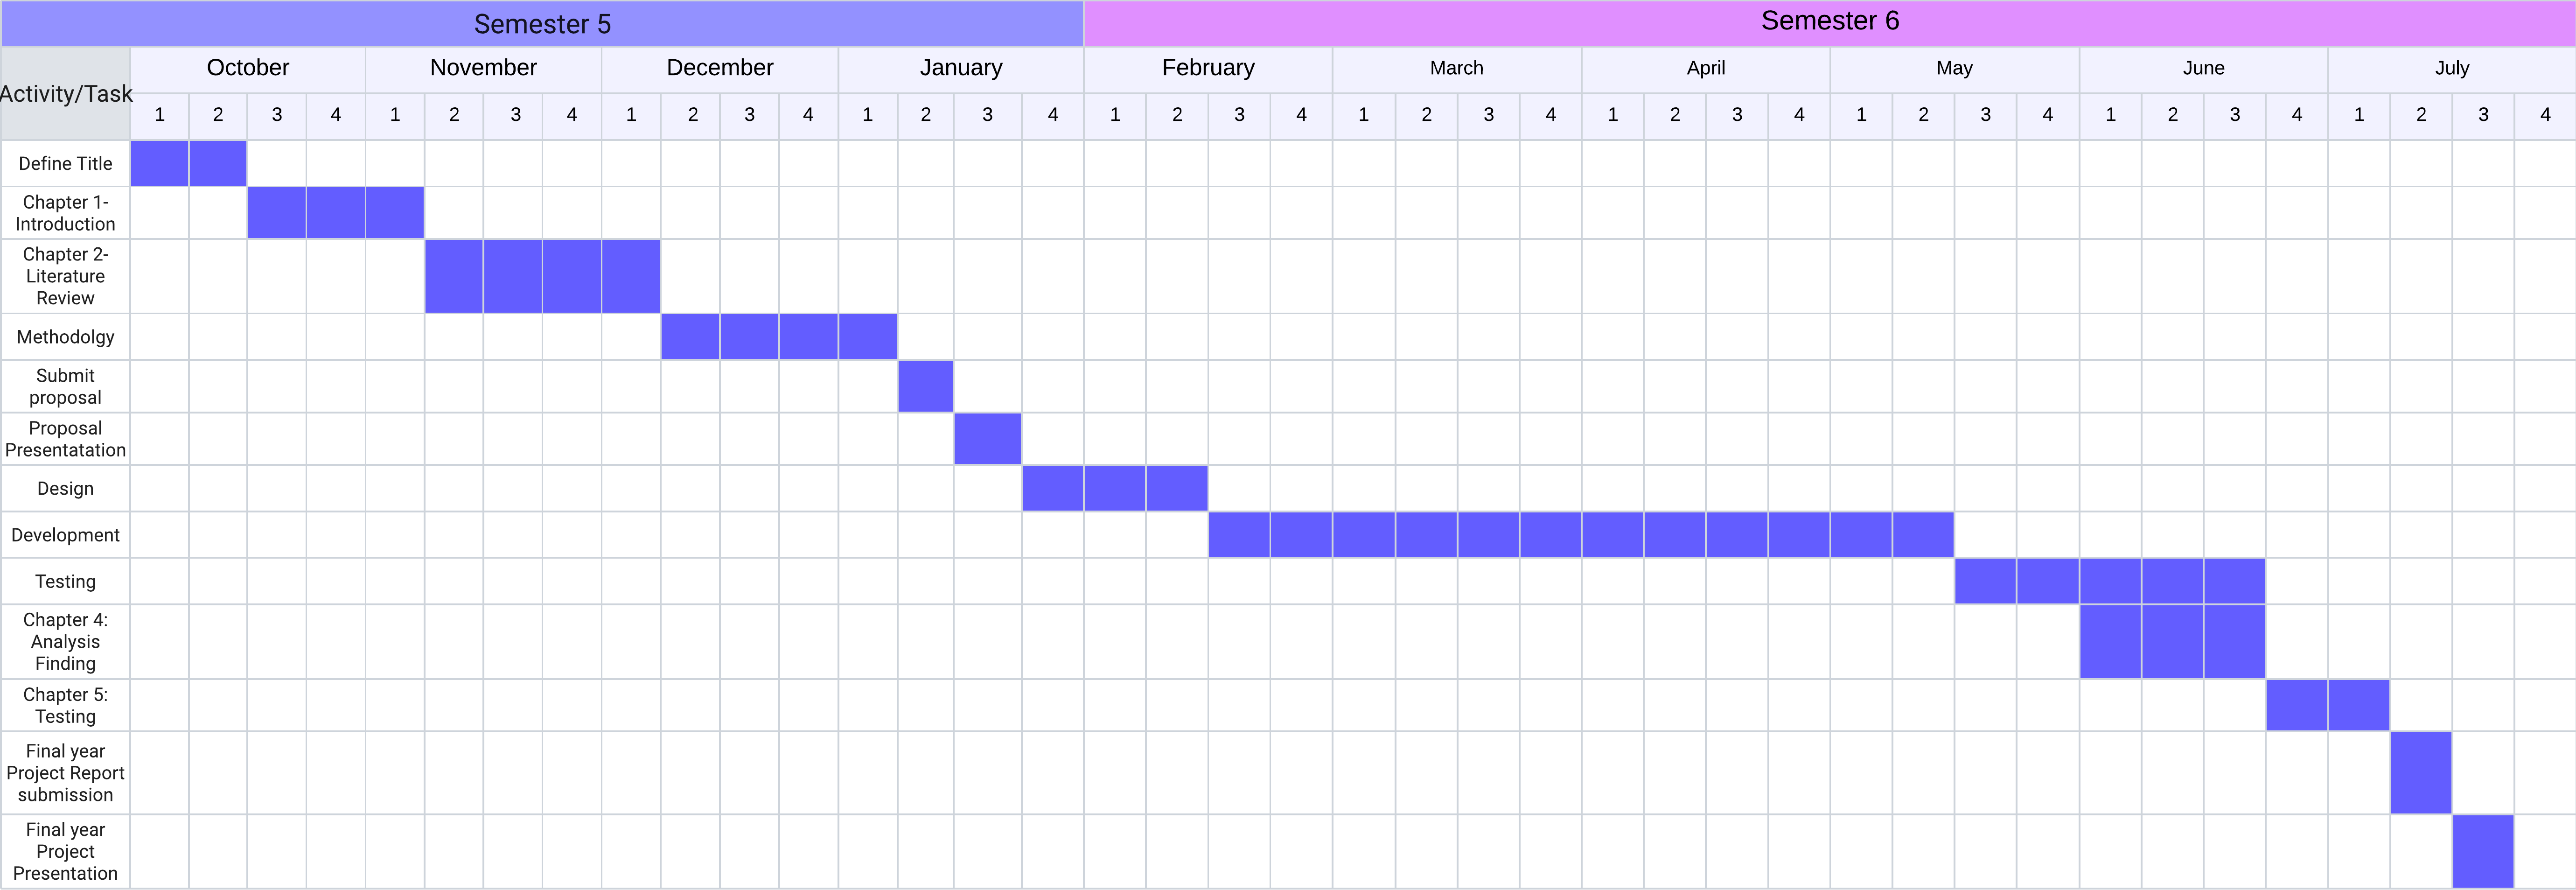 Semester 5 Semester 6
Activity/Task October November December January February March April May June July
1 2 3 4 1 2 3 4 1 2 3 4 1 2 3 4 1 2 3 4 1 2 3 4 1 2 3 4 1 2 3 4 1 2 3 4 1 2 3 4
Define Title
Chapter 1-
Introduction
Chapter 2-
Literature
Review
Methodolgy
Submit
proposal
Proposal
Presentatation
Design
Development
Testing
Chapter 4:
Analysis
Finding
Chapter 5:
Testing
Final year
Project Report
submission
Final year
Project
Presentation